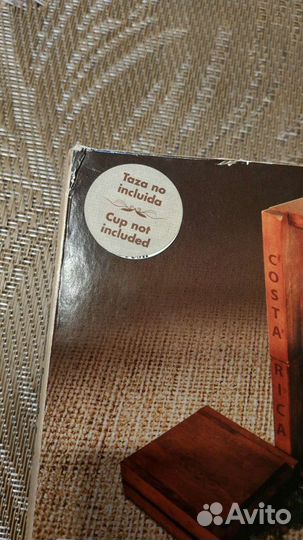 Taza no
incluida
Cup not
included
COSTA RICA
Avito